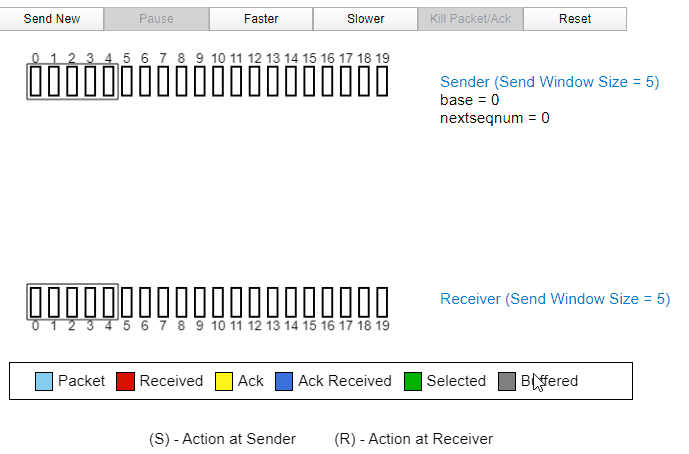 Send New Pause Faster Slower Kill Packet/Ack Reset
0 1 2 3 4 5 6 7 8 9 10 11 12 13 14 15 16 17 18 19
Sender (Send Window Size = 5)
base = 0
nextseqnum = 0
Receiver (Send Window Size = 5)
0 1 2 3 4 5 6 7 8 9 10 11 12 13 14 15 16 17 18 19
Packet Received Ack Ack Received Selected Buffered
(S) - Action at Sender (R) - Action at Receiver